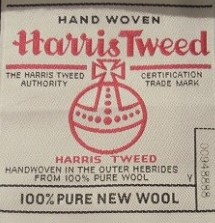 HAND WOVEN
Harris Tweed
THE HARRIS TWEED CERTIFICATION
AUTHORITY TRADE MARK
HARRIS TWEED
HANDWOVEN IN THE OUTER HEBRIDES
FROM 100% PURE WOOL Y
100% PURE NEW WOOL